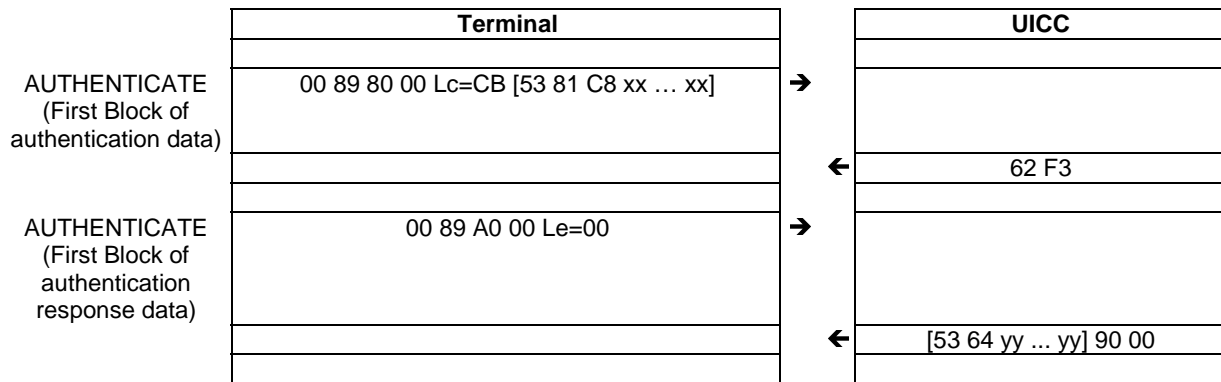 Terminal UICC
AUTHENTICATE
(First Block of
authentication data)
00 89 80 00 Lc=CB [53 81 C8 xx … xx] ➔
🡸 62 F3
AUTHENTICATE
(First Block of
authentication
response data)
00 89 A0 00 Le=00 ➔
🡸 [53 64 yy ... yy] 90 00